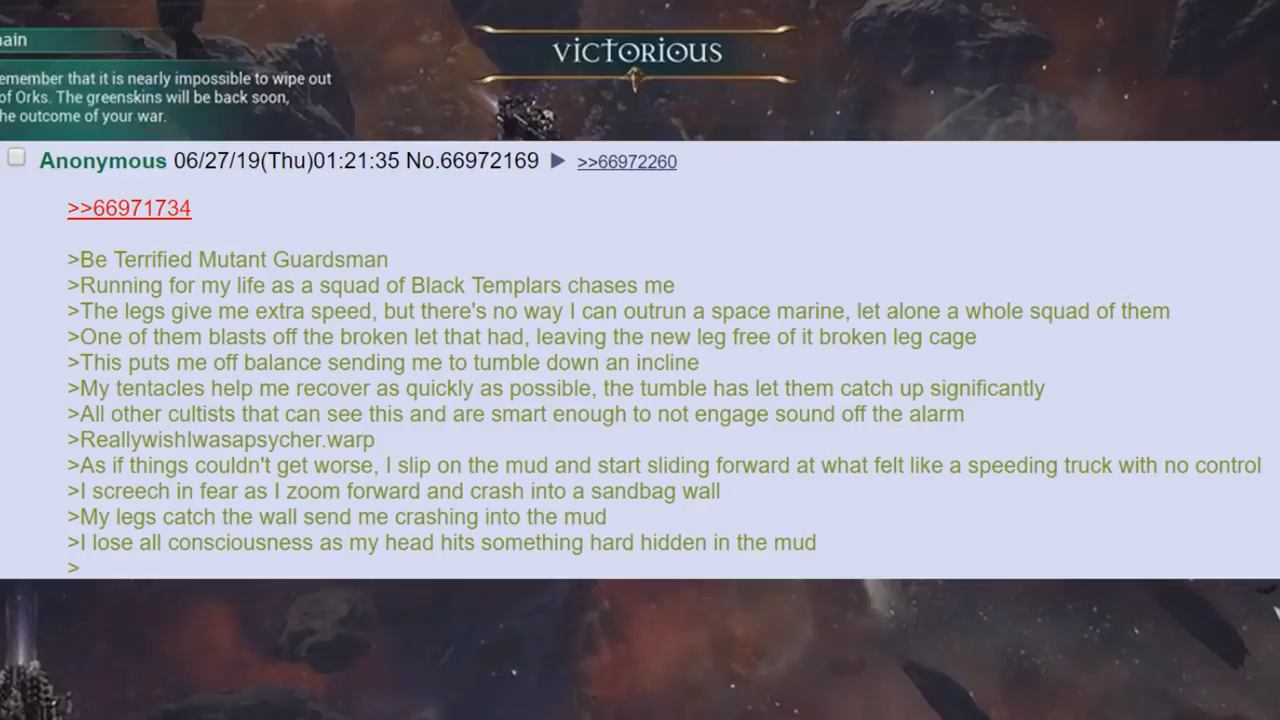 VICTORIOUS
ain
emember that it is nearly impossible to wipe out
of Orks. The greenskins will be back soon,
he outcome of your war.
Anonymous 06/27/19(Thu)01:21:35 No.66972169 ▶ >>66972260
>>66971734
>Be Terrified Mutant Guardsman
>Running for my life as a squad of Black Templars chases me
>The legs give me extra speed, but there's no way I can outrun a space marine, let alone a whole squad of them
>One of them blasts off the broken let that had, leaving the new leg free of it broken leg cage
>This puts me off balance sending me to tumble down an incline
>My tentacles help me recover as quickly as possible, the tumble has let them catch up significantly
>All other cultists that can see this and are smart enough to not engage sound off the alarm
>ReallywishIwasapsycher.warp
>As if things couldn't get worse, I slip on the mud and start sliding forward at what felt like a speeding truck with no control
>I screech in fear as I zoom forward and crash into a sandbag wall
>My legs catch the wall send me crashing into the mud
>I lose all consciousness as my head hits something hard hidden in the mud
>